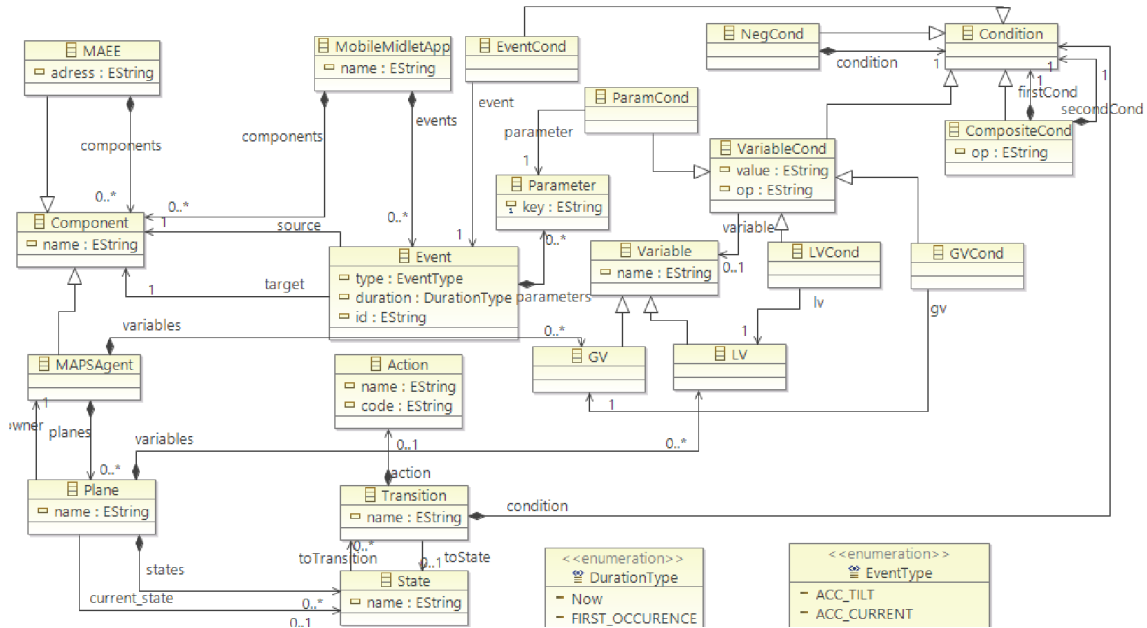 MAEE
adress : EString
MobileMidletApp
name : EString
EventCond
NegCond
Condition
condition
1
1
1
1
firstCond
secondCond
event
ParamCond
parameter
1
components
components
events
CompositeCond
op : EString
VariableCond
value : EString
op : EString
Parameter
key : EString
0..*
0..*
0..*
1
0..*
Component
name : EString
1
source
target
1
Event
type : EventType
duration : DurationType
id : EString
parameters
variable
0..1
Variable
name : EString
LVCond
GVCond
lv
gv
1
variables
0..*
MAPSAgent
GV
LV
1
Action
name : EString
code : EString
1
wner
planes
variables
0..*
0..1
0..*
action
Plane
name : EString
Transition
name : EString
condition
0..*
toTransition
0..1
toState
states
current_state
0..*
0..1
State
name : EString
<<enumeration>>
DurationType
Now
FIRST_OCCURENCE
<<enumeration>>
EventType
ACC_TILT
ACC_CURRENT